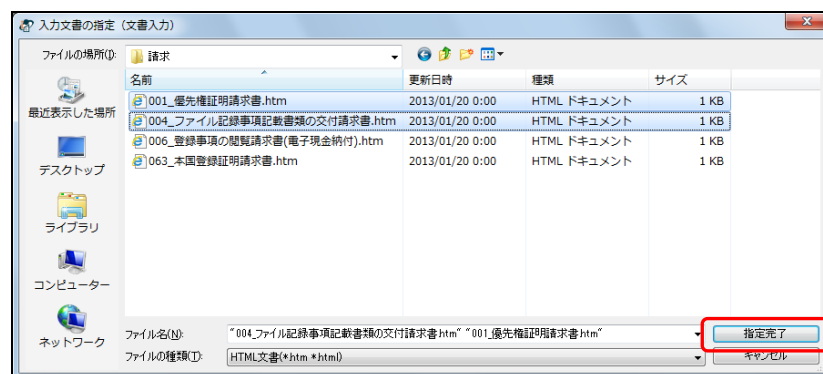 入力文書の指定（文書入力）
ファイルの場所(I): 請求
名前 更新日時 種類 サイズ
001_優先権証明請求書.htm 2013/01/20 0:00 HTML ドキュメント 1 KB
004_ファイル記録事項記載書類の交付請求書.htm 2013/01/20 0:00 HTML ドキュメント 1 KB
006_登録事項の閲覧請求書(電子現金納付).htm 2013/01/20 0:00 HTML ドキュメント 1 KB
063_本国登録証明請求書.htm 2013/01/20 0:00 HTML ドキュメント 1 KB
最近表示した場所
デスクトップ
ライブラリ
コンピューター
ネットワーク
ファイル名(N): "004_ファイル記録事項記載書類の交付請求書.htm" "001_優先権証明請求書.htm" 指定完了
ファイルの種類(T): HTML文書(*.htm *.html) キャンセル